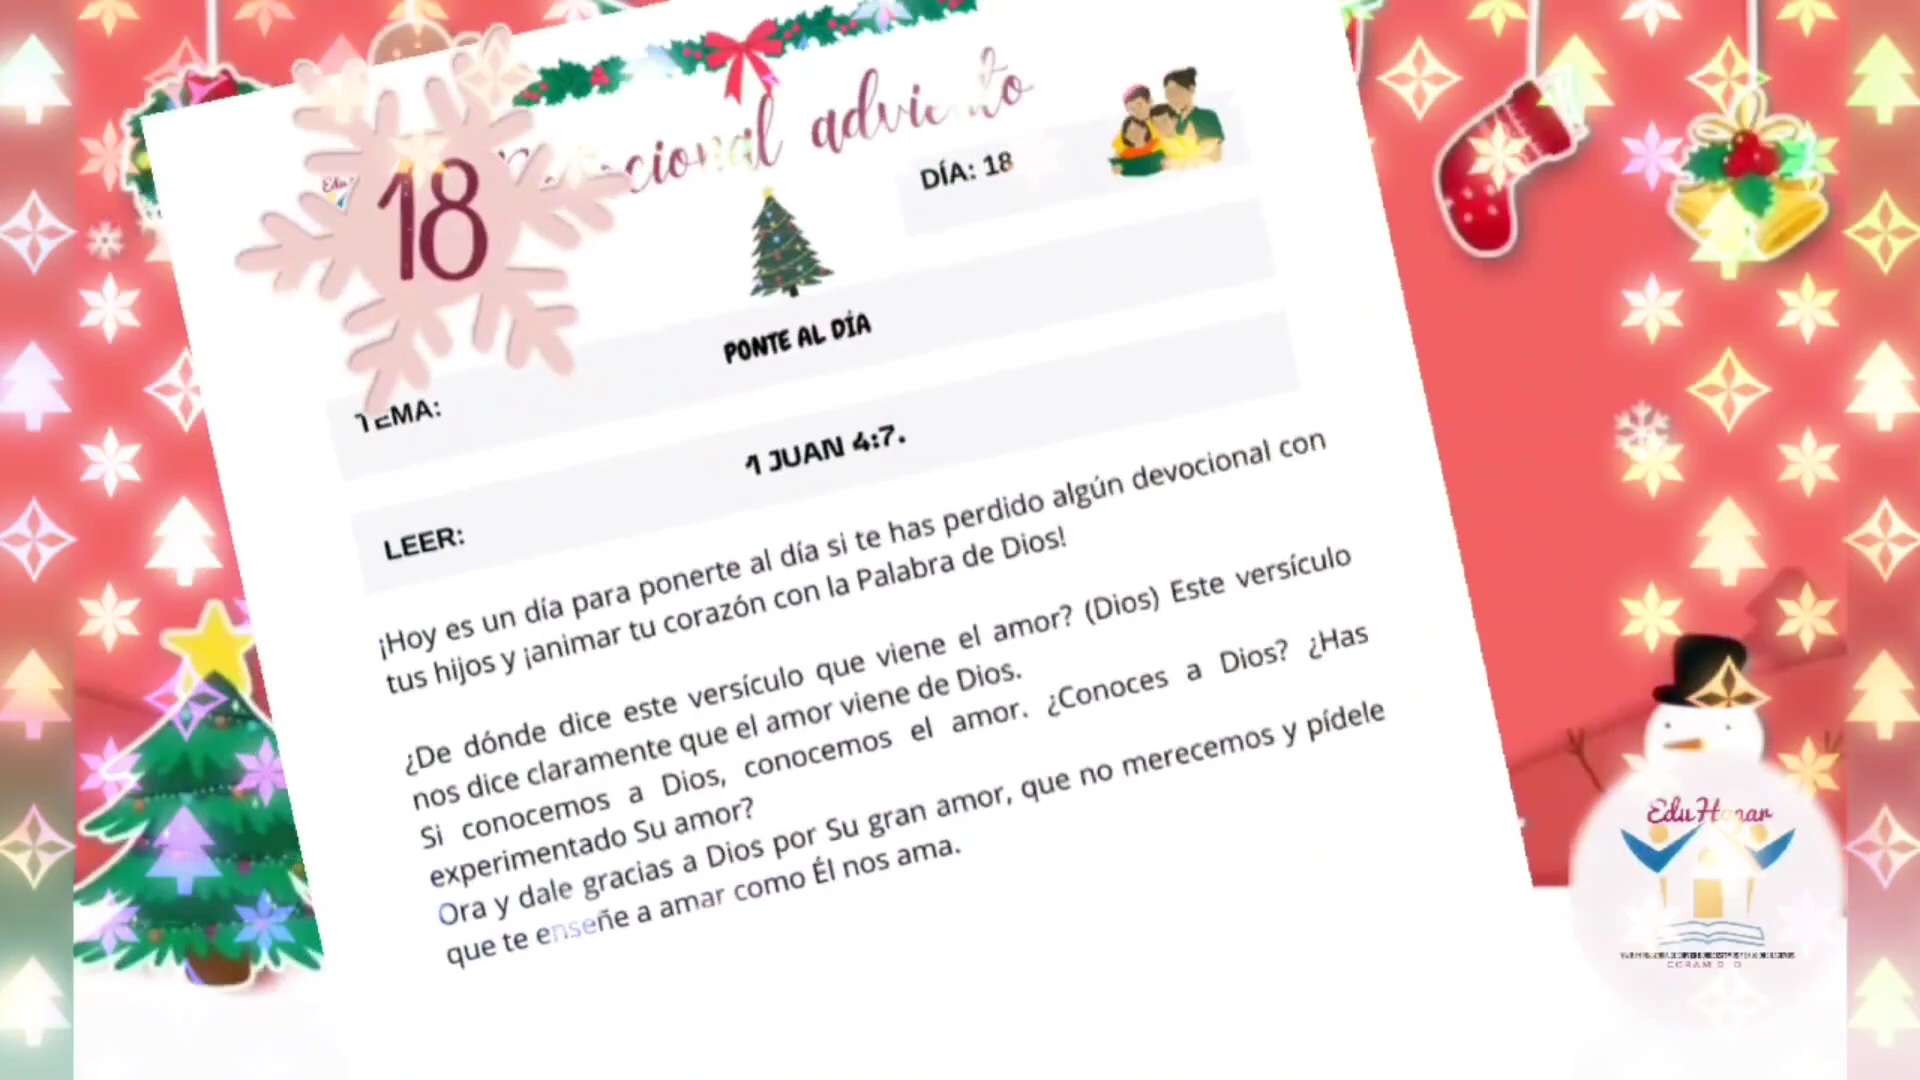 18
adviento
DÍA: 18
PONTE AL DÍA
TEMA:
1 JUAN 4:7.
LEER:
¡Hoy es un día para ponerte al día si te has perdido algún devocional con
tus hijos y ¡animar tu corazón con la Palabra de Dios!
¿De dónde dice este versículo que viene el amor? (Dios) Este versículo
nos dice claramente que el amor viene de Dios.
Si conocemos a Dios, conocemos el amor. ¿Conoces a Dios? ¿Has
experimentado Su amor?
Ora y dale gracias a Dios por Su gran amor, que no merecemos y pídele
que te enseñe a amar como Él nos ama.
EduHogar